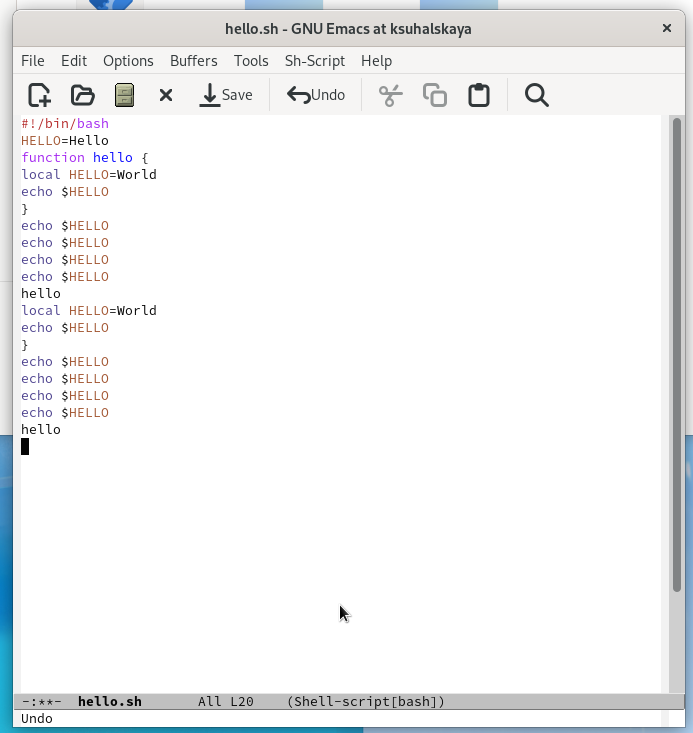 hello.sh - GNU Emacs at ksuhalskaya
File Edit Options Buffers Tools Sh-Script Help
Save Undo
#!/bin/bash
HELLO=Hello
function hello {
local HELLO=World
echo $HELLO
}
echo $HELLO
echo $HELLO
echo $HELLO
echo $HELLO
hello
local HELLO=World
echo $HELLO
}
echo $HELLO
echo $HELLO
echo $HELLO
echo $HELLO
hello
-:**- hello.sh All L20 (Shell-script[bash])
Undo